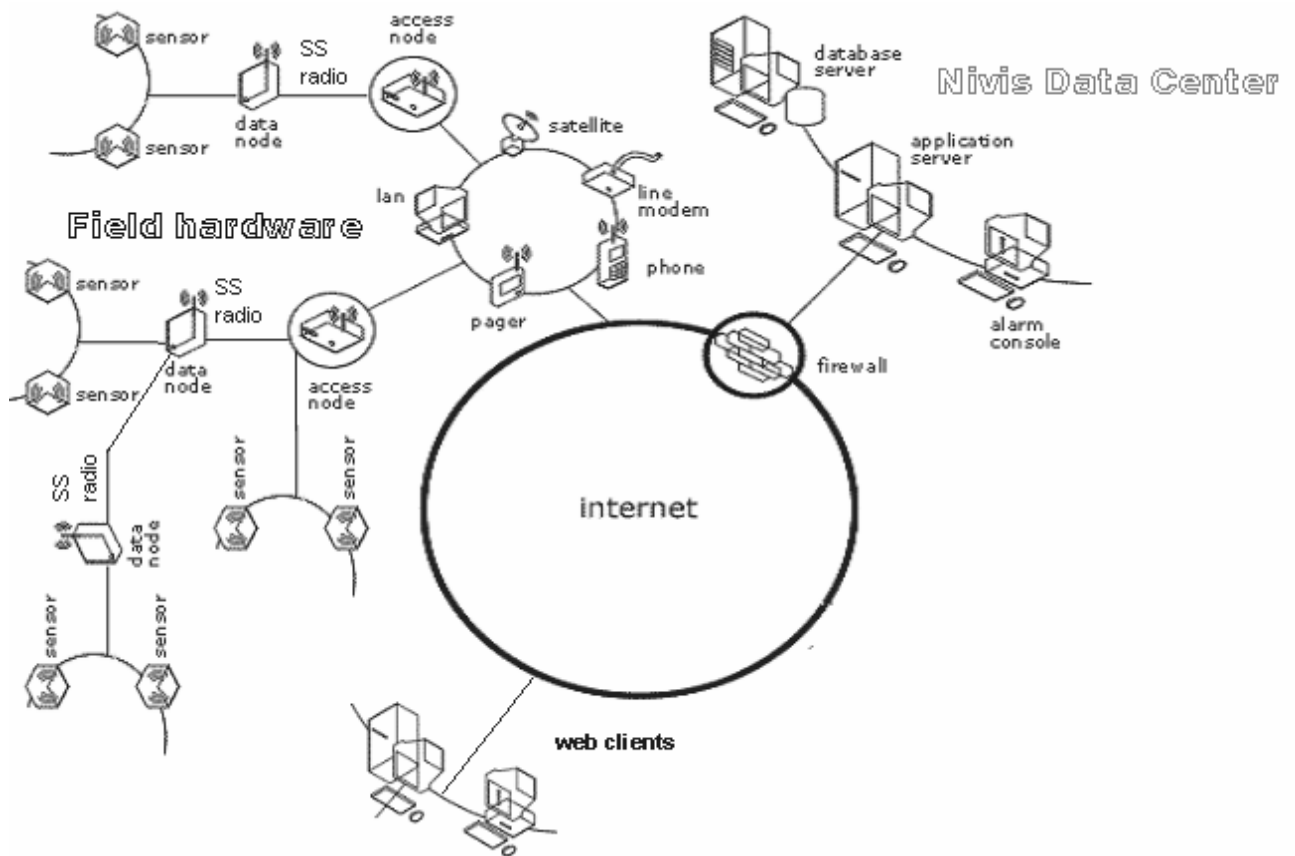 sensor
SS
radio
access
node
data
node
sensor
satellite
line
modem
lan
phone
pager
database
server
Nivis Data Center
application
server
alarm
console
firewall
Field hardware
sensor
SS
radio
data
node
access
node
sensor
sensor
sensor
SS
radio
data
node
sensor
sensor
internet
web clients